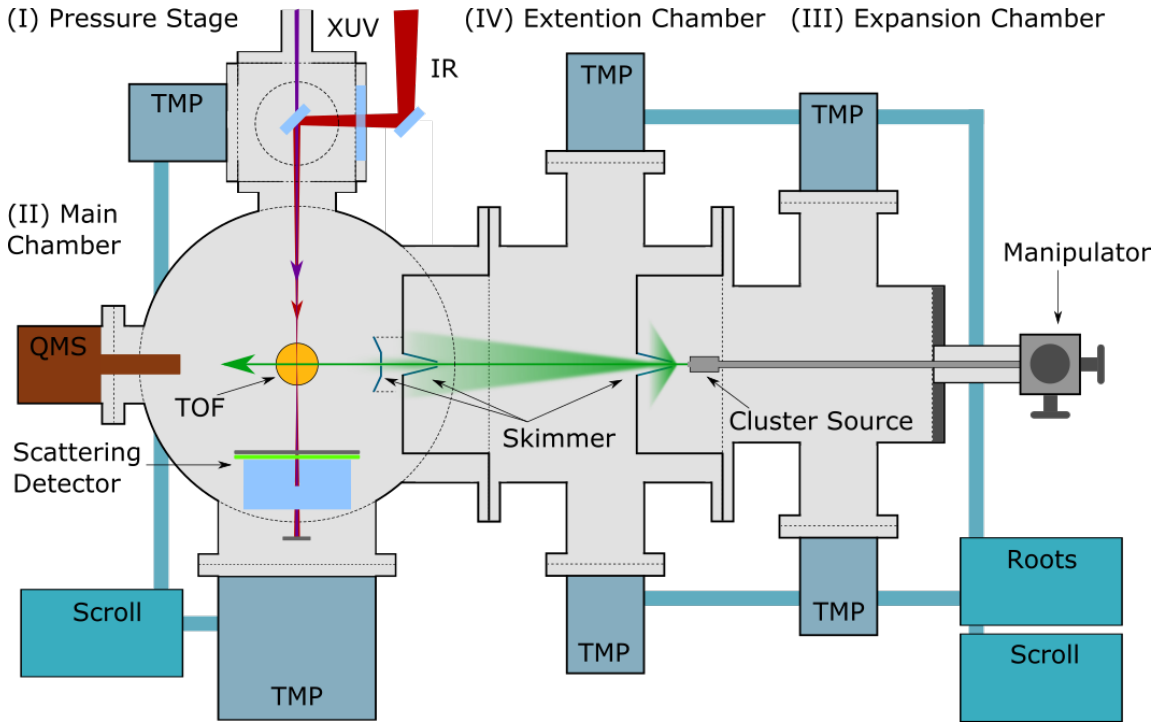 (I) Pressure Stage
XUV
IR
(IV) Extention Chamber
(III) Expansion Chamber
TMP
TMP
TMP
(II) Main
Chamber
Manipulator
QMS
TOF
Skimmer
Cluster Source
Scattering
Detector
Roots
Scroll
TMP
TMP
TMP
Scroll